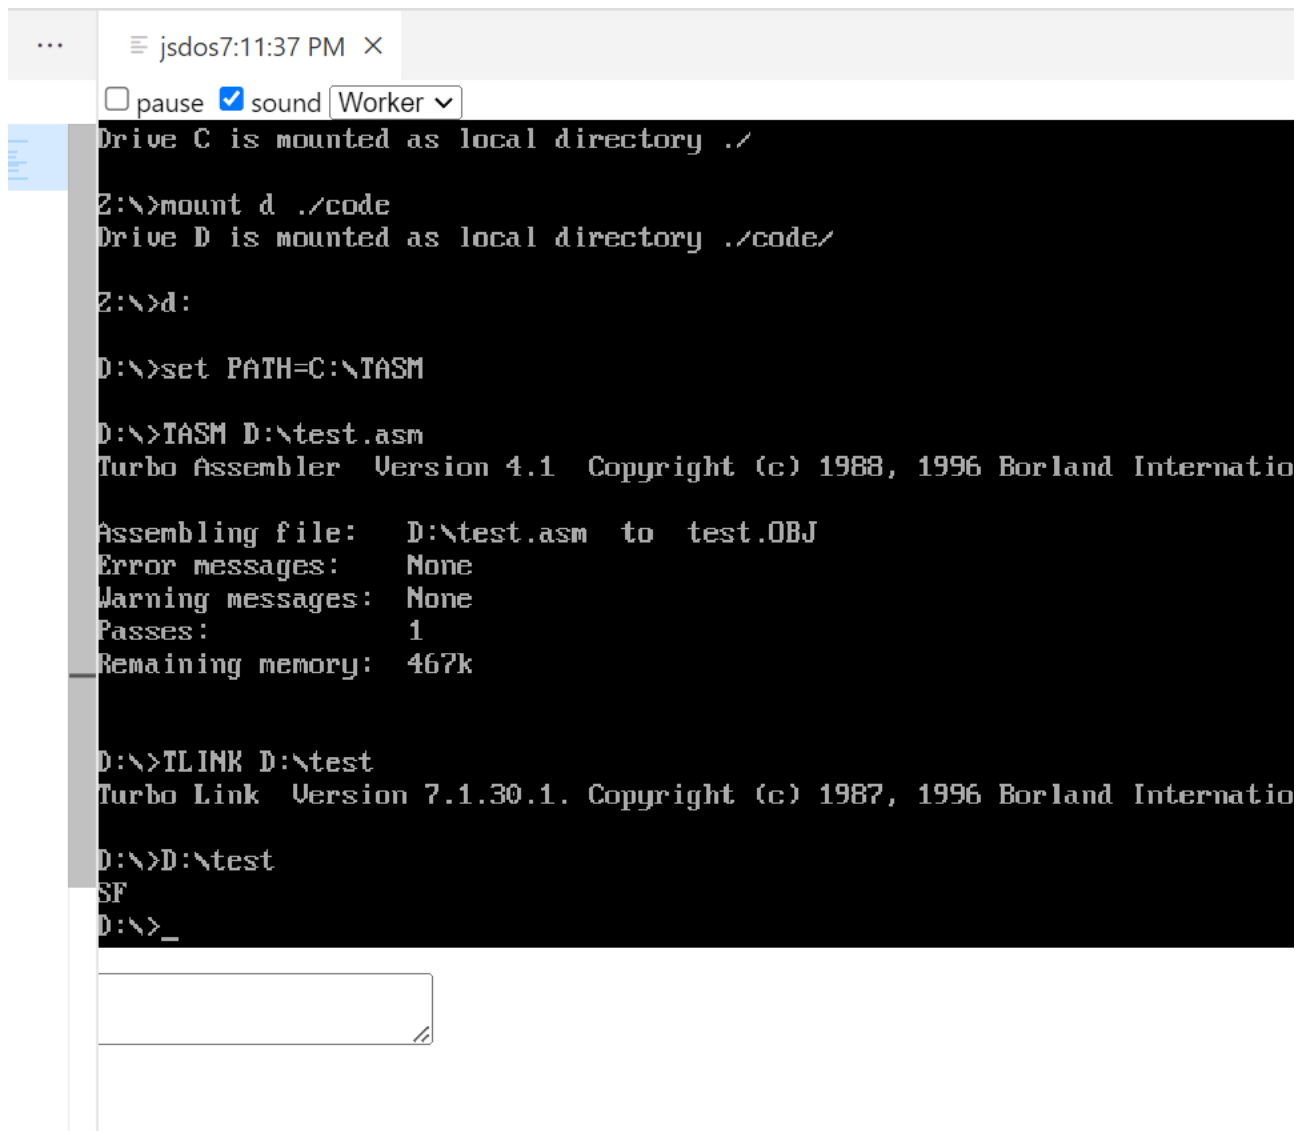 ... jsdos7:11:37 PM ×
pause sound Worker
Drive C is mounted as local directory ./
Z:\>mount d ./code
Drive D is mounted as local directory ./code/
Z:\>d:
D:\>set PATH=C:\TASM
D:\>TASM D:\test.asm
Turbo Assembler  Version 4.1  Copyright (c) 1988, 1996 Borland Internatio
Assembling file:   D:\test.asm  to  test.OBJ
Error messages:    None
Warning messages:  None
Passes:            1
Remaining memory:  467k
D:\>TLINK D:\test
Turbo Link  Version 7.1.30.1. Copyright (c) 1987, 1996 Borland Internatio
D:\>D:\test
SF
D:\>_